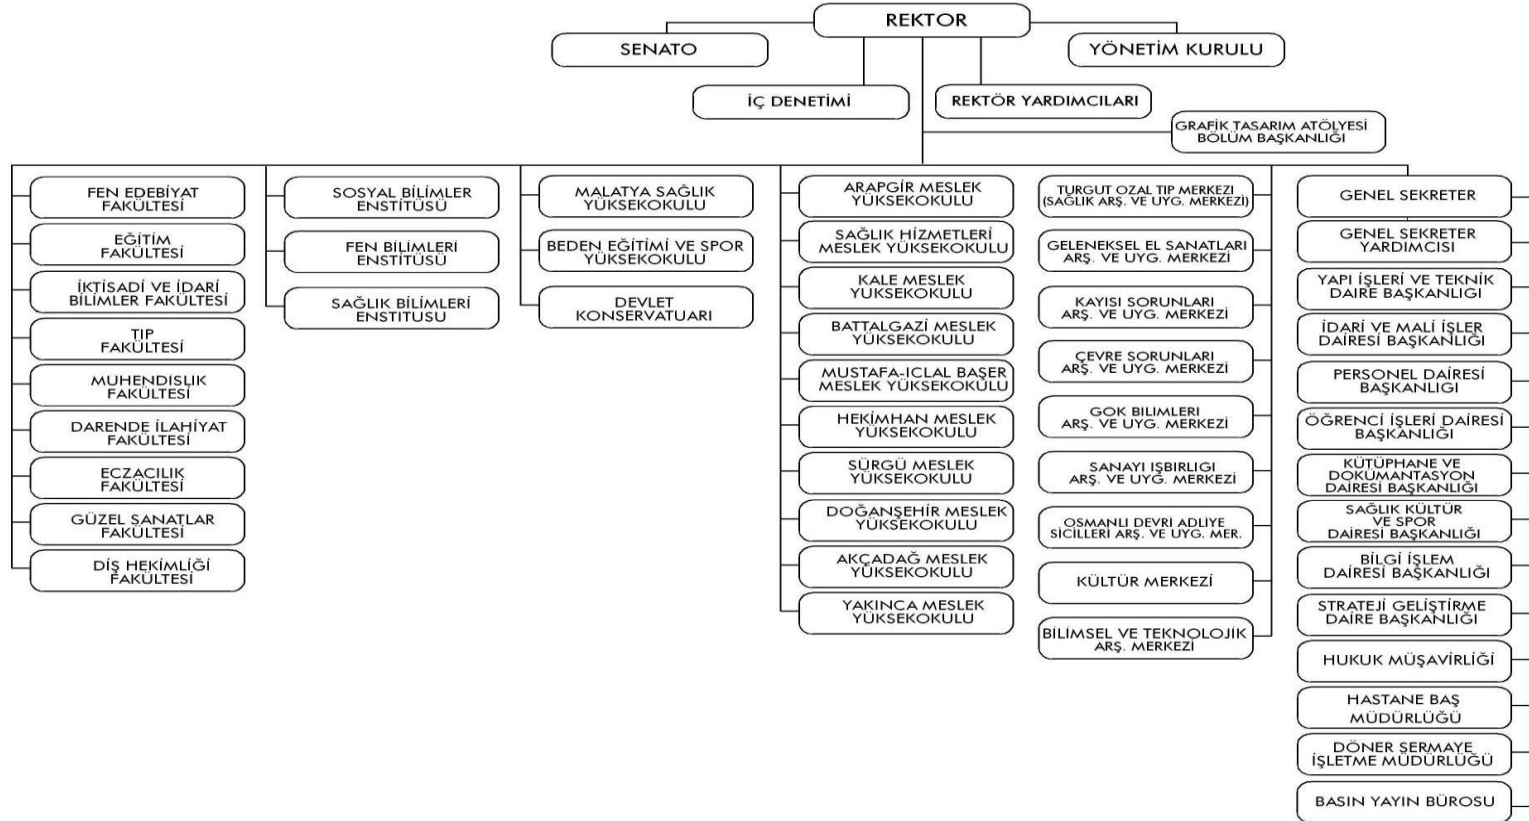 REKTOR
SENATO
YÖNETİM KURULU
İÇ DENETİMİ
REKTÖR YARDIMCILARI
GRAFİK TASARIM ATÖLYESİ
BÖLÜM BAŞKANLIĞI
FEN EDEBİYAT
FAKÜLTESİ
EĞİTİM
FAKÜLTESİ
İKTİSADİ VE İDARİ
BİLİMLER FAKÜLTESİ
TIP
FAKÜLTESİ
MUHENDISLIK
FAKÜLTESİ
DARENDE İLAHİYAT
FAKÜLTESİ
ECZACILIK
FAKÜLTESİ
GÜZEL SANATLAR
FAKÜLTESİ
DİŞ HEKİMLİĞİ
FAKÜLTESİ
SOSYAL BİLİMLER
ENSTİTÜSÜ
FEN BİLİMLERİ
ENSTİTÜSÜ
SAĞLIK BİLİMLERİ
ENSTITUSU
MALATYA SAĞLIK
YÜKSEKOKULU
BEDEN EĞİTİMİ VE SPOR
YÜKSEKOKULU
DEVLET
KONSERVATUARI
ARAPGİR MESLEK
YÜKSEKOKULU
SAĞLIK HİZMETLERİ
MESLEK YÜKSEKOKULU
KALE MESLEK
YUKSEKOKULU
BATTALGAZİ MESLEK
YÜKSEKOKULU
MUSTAFA-ICLAL BAŞER
MESLEK YÜKSEKOKULU
HEKİMHAN MESLEK
YÜKSEKOKULU
SÜRGÜ MESLEK
YÜKSEKOKULU
DOĞANŞEHİR MESLEK
YÜKSEKOKULU
AKÇADAĞ MESLEK
YÜKSEKOKULU
YAKINCA MESLEK
YÜKSEKOKULU
TURGUT OZAL TIP MERKEZI
(SAĞLIK ARŞ. VE UYG. MERKEZİ)
GELENEKSEL EL SANATLARI
ARŞ. VE UYG. MERKEZİ
KAYISI SORUNLARI
ARŞ. VE UYG. MERKEZİ
ÇEVRE SORUNLARI
ARŞ. VE UYG. MERKEZİ
GOK BILIMLERI
ARŞ. VE UYG. MERKEZİ
SANAYI IŞBIRLIGI
ARŞ. VE UYG. MERKEZİ
OSMANLI DEVRİ ADLİYE
SİCİLLERİ ARŞ. VE UYG. MER.
KÜLTÜR MERKEZİ
BİLİMSEL VE TEKNOLOJİK
ARŞ. MERKEZİ
GENEL SEKRETER
GENEL SEKRETER
YARDIMCISI
YAPI İŞLERİ VE TEKNİK
DAIRE BAŞKANLIGI
İDARİ VE MALİ İŞLER
DAİRESİ BAŞKANLIĞI
PERSONEL DAİRESİ
BAŞKANLIGI
ÖĞRENCİ İŞLERİ DAİRESİ
BAŞKANLIĞI
KÜTÜPHANE VE
DOKÜMANTASYON
DAİRESİ BAŞKANLIĞI
SAĞLIK KÜLTÜR
VE SPOR
DAİRESİ BAŞKANLIĞI
BİLGİ İŞLEM
DAİRESİ BAŞKANLIĞI
STRATEJİ GELİŞTİRME
DAİRE BAŞKANLIĞI
HUKUK MÜŞAVİRLİĞİ
HASTANE BAŞ
MÜDÜRLÜĞÜ
DÖNER SERMAYE
İŞLETME MÜDÜRLÜĞÜ
BASIN YAYIN BÜROSU